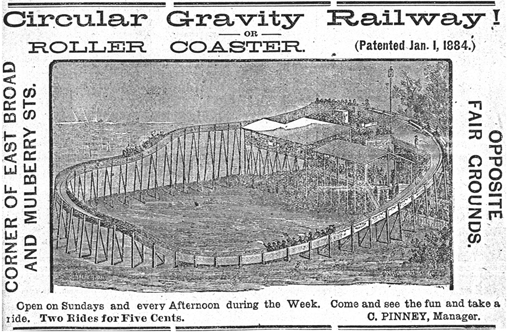 Circular Gravity Railway!
OR
ROLLER COASTER. (Patented Jan. 1, 1884.)
CORNER OF EAST BROAD
AND MULBERRY STS.
OPPOSITE
FAIR GROUNDS.
Open on Sundays and every Afternoon during the Week. Come and see the fun and take a
ride. Two Rides for Five Cents. C. PINNEY, Manager.